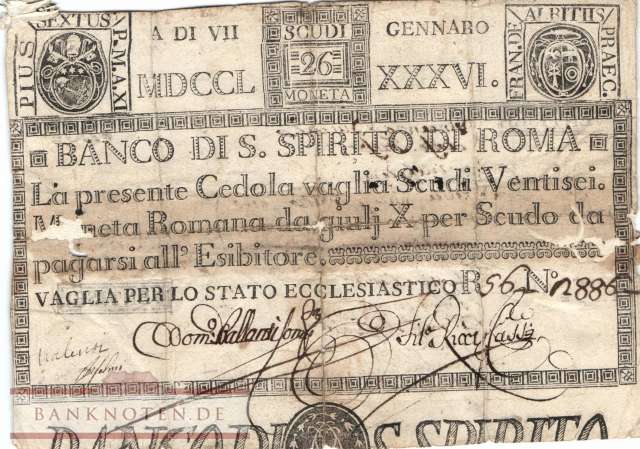 PIUS SEXTUS P.M.A.XI
A DI VII
MDCCL
SCUDI
26
MONETA
GENNARO
XXXVI.
FRAN. DE ALBITIIS PRAEC.
BANCO DI S. SPIRITO DI ROMA
La presente Cedola vaglia Scudi Ventisei.
Moneta Romana da giulj X per Scudo da
pagarsi all' Esibitore.
VAGLIA PER LO STATO ECCLESIASTICO R 561 No 2886
BANKNOTEN.DE
BANCO DI S. SPIRITO